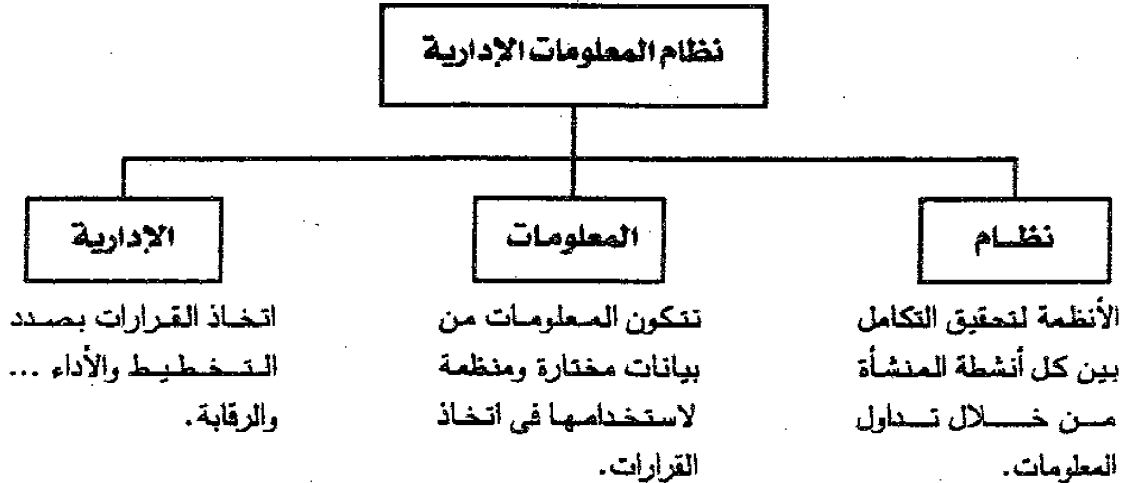 نظام المعلومات الإدارية
نظام
الأنظمة لتحقيق التكامل
بين كل أنشطة المنشأة
من خلال تداول
المعلومات.
المعلومات
تتكون المعلومات من
بيانات مختارة ومنظمة
لاستخدامها فى اتخاذ
القرارات.
الإدارية
اتخاذ القرارات بصدد
التخطيط والأداء ...
والرقابة.